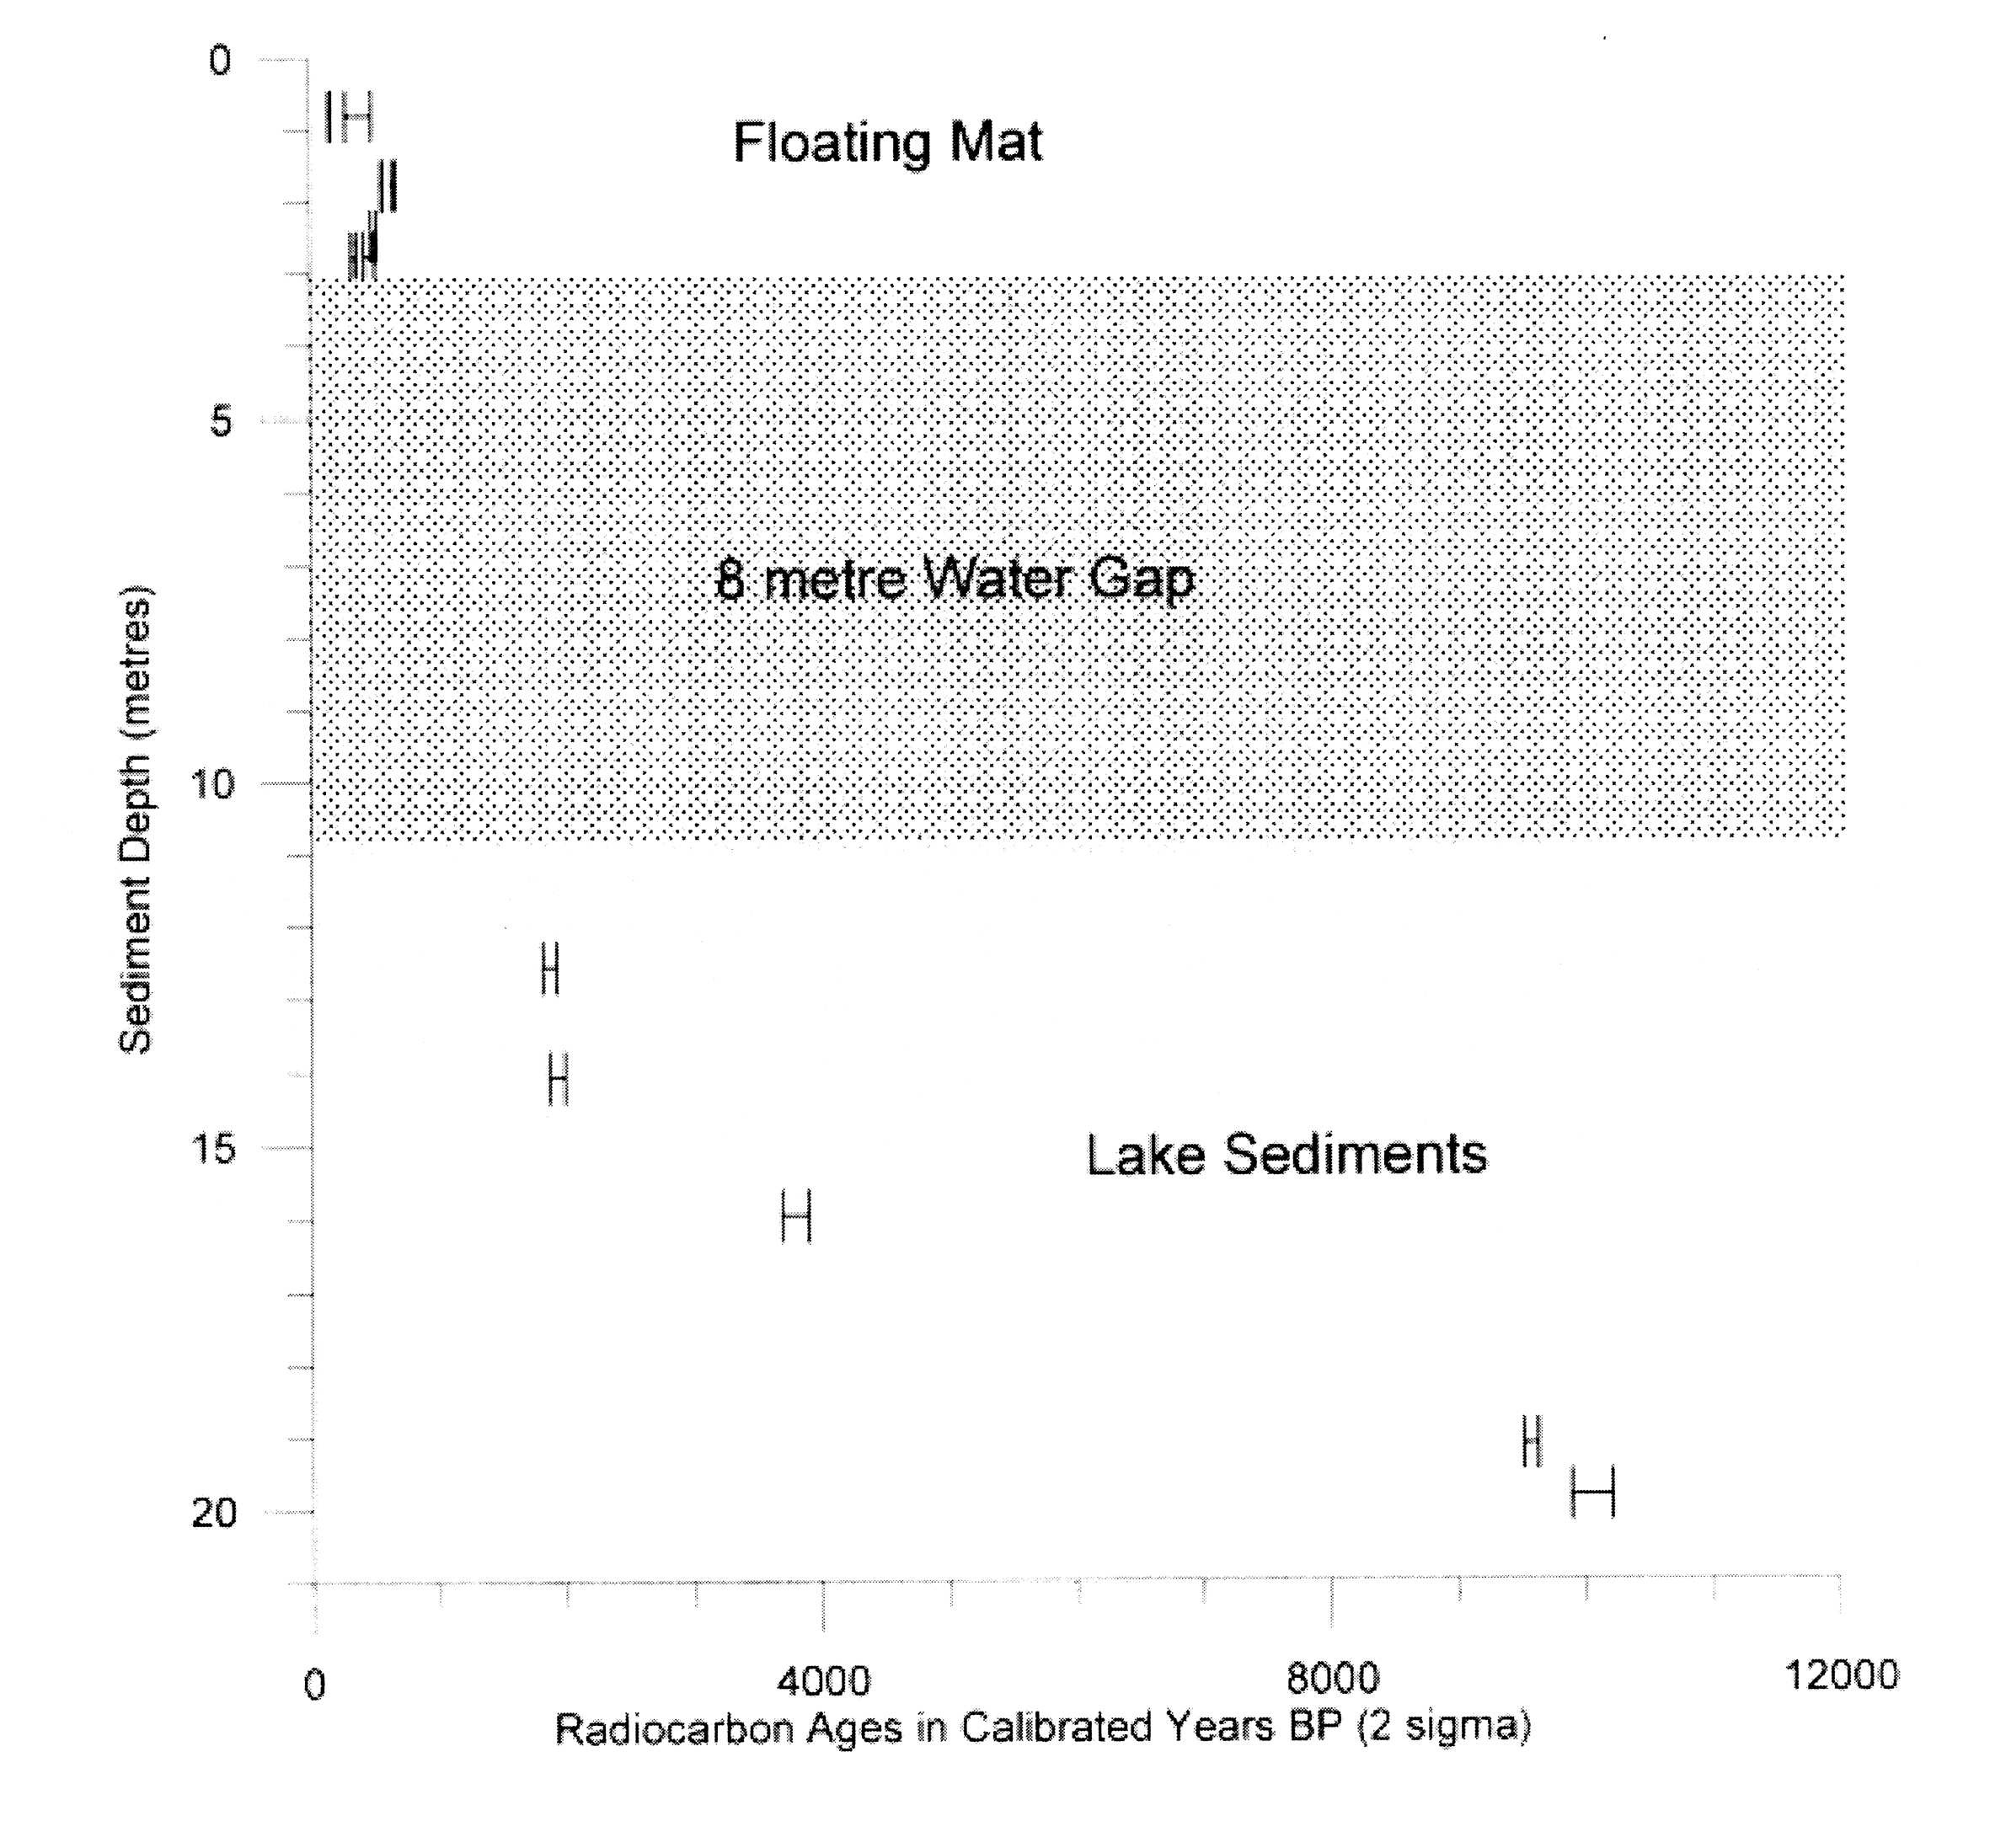 0
Floating Mat
5
8 metre Water Gap
Sediment Depth (metres)
10
15
Lake Sediments
20
0 4000 8000 12000
Radiocarbon Ages in Calibrated Years BP (2 sigma)